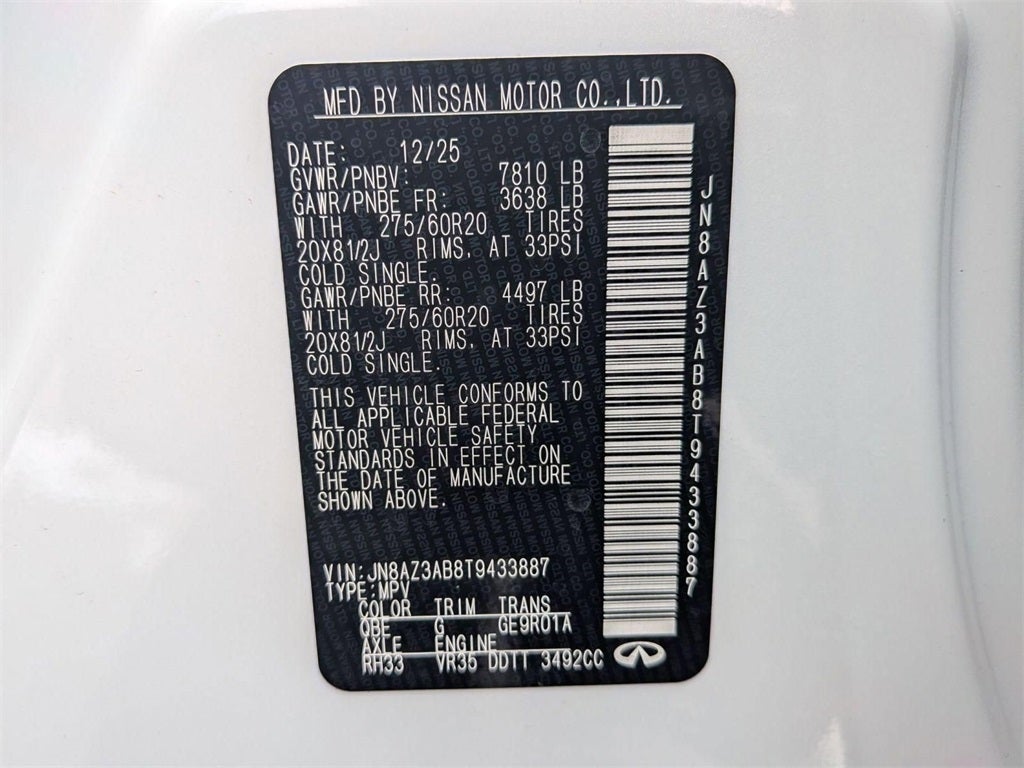 MFD BY NISSAN MOTOR CO.,LTD.
DATE: 12/25
GVWR/PNBV: 7810 LB
GAWR/PNBE FR: 3638 LB
WITH 275/60R20 TIRES
20X81/2J RIMS, AT 33PSI
COLD SINGLE.
GAWR/PNBE RR: 4497 LB
WITH 275/60R20 TIRES
20X81/2J RIMS, AT 33PSI
COLD SINGLE.
THIS VEHICLE CONFORMS TO
ALL APPLICABLE FEDERAL
MOTOR VEHICLE SAFETY
STANDARDS IN EFFECT ON
THE DATE OF MANUFACTURE
SHOWN ABOVE.
VIN:JN8AZ3AB8T9433887
TYPE:MPV
COLOR TRIM TRANS
QBE G GE9R01A
AXLE ENGINE
RH33 VR35 DDTT 3492CC
JN8AZ3AB8T9433887